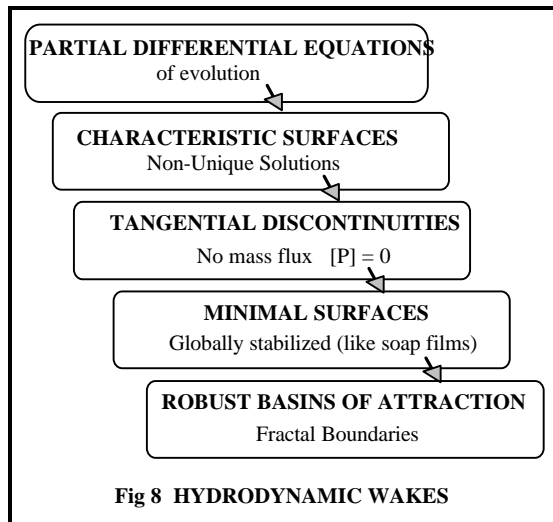 PARTIAL DIFFERENTIAL EQUATIONS
of evolution
CHARACTERISTIC SURFACES
Non-Unique Solutions
TANGENTIAL DISCONTINUITIES
No mass flux [P] = 0
MINIMAL SURFACES
Globally stabilized (like soap films)
ROBUST BASINS OF ATTRACTION
Fractal Boundaries
Fig 8 HYDRODYNAMIC WAKES